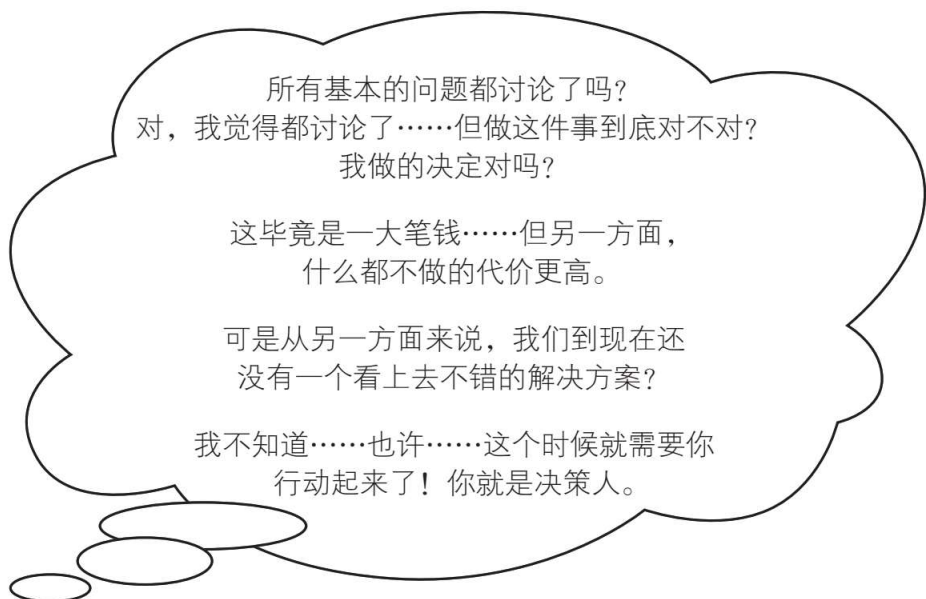 所有基本的问题都讨论了吗？
对，我觉得都讨论了……但做这件事到底对不对？
我做的决定对吗？
这毕竟是一大笔钱……但另一方面，
什么都不做的代价更高。
可是从另一方面来说，我们到现在还
没有一个看上去不错的解决方案？
我不知道……也许……这个时候就需要你
行动起来了！你就是决策人。